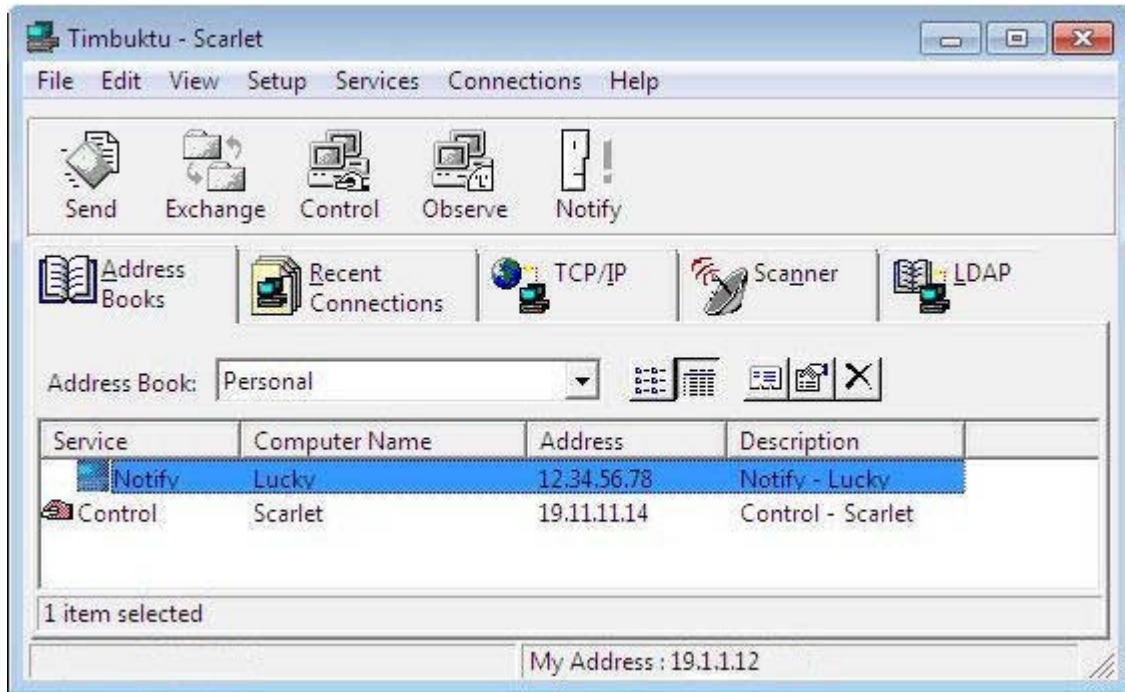 Timbuktu - Scarlet
File Edit View Setup Services Connections Help
Send Exchange Control Observe Notify
Address Books
Recent Connections
TCP/IP
Scanner
LDAP
Address Book: Personal
Service Computer Name Address Description
Notify Lucky 12.34.56.78 Notify - Lucky
Control Scarlet 19.11.11.14 Control - Scarlet
1 item selected
My Address : 19.1.1.12